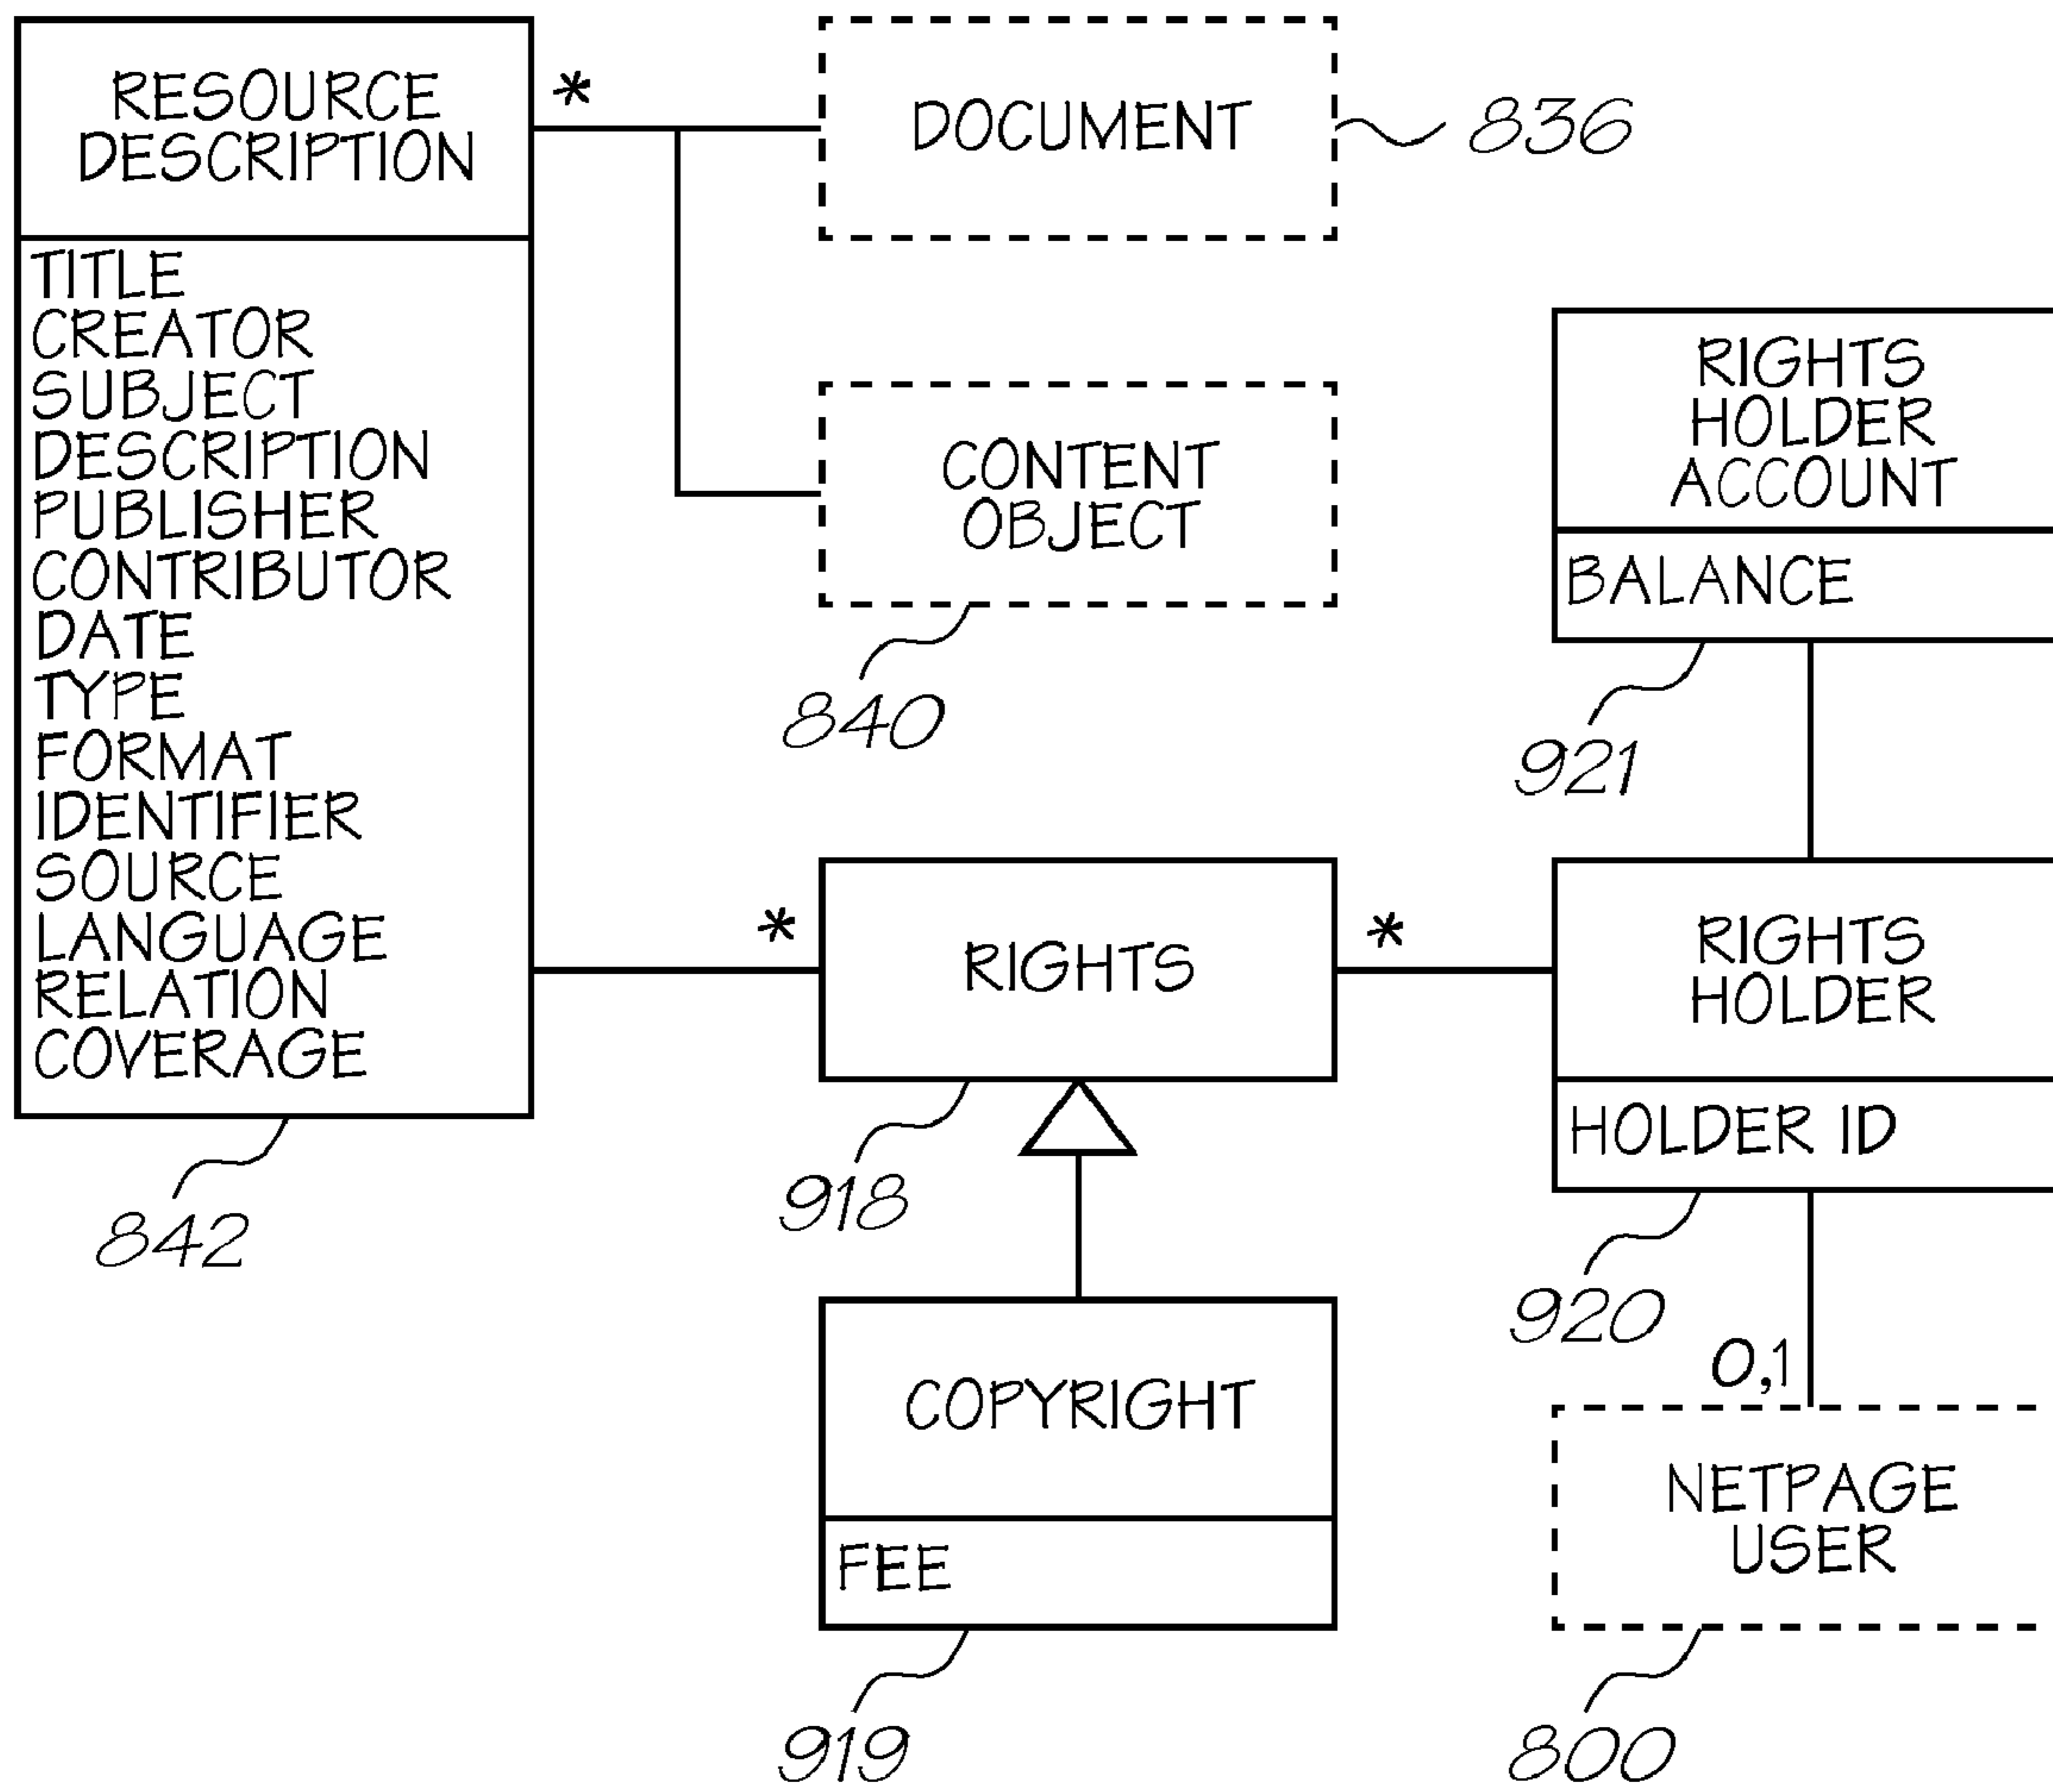 RESOURCE
DESCRIPTION
TITLE
CREATOR
SUBJECT
DESCRIPTION
PUBLISHER
CONTRIBUTOR
DATE
TYPE
FORMAT
IDENTIFIER
SOURCE
LANGUAGE
RELATION
COVERAGE
842
*
DOCUMENT
836
CONTENT
OBJECT
840
RIGHTS
HOLDER
ACCOUNT
BALANCE
921
*
RIGHTS
918
*
RIGHTS
HOLDER
HOLDER ID
920
COPYRIGHT
FEE
919
0,1
NETPAGE
USER
800